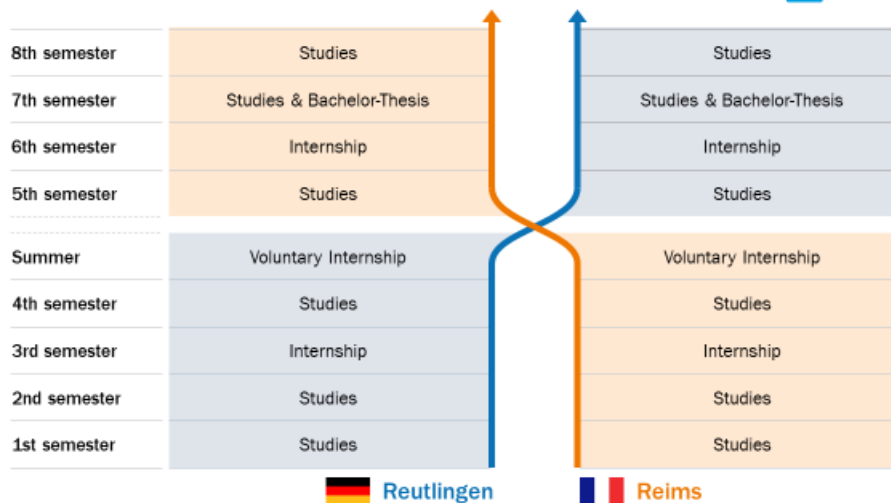 8th semester Studies Studies
7th semester Studies & Bachelor-Thesis Studies & Bachelor-Thesis
6th semester Internship Internship
5th semester Studies Studies
Summer Voluntary Internship Voluntary Internship
4th semester Studies Studies
3rd semester Internship Internship
2nd semester Studies Studies
1st semester Studies Studies
Reutlingen Reims